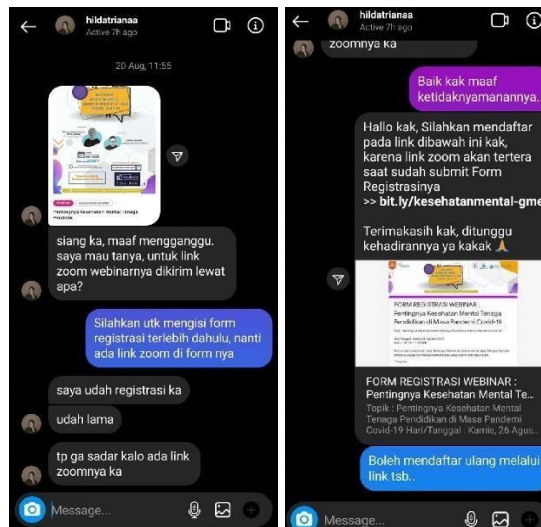 hildatrianaa
Active 7h ago
20 Aug, 11:55
Pentingnya Kesehatan Mental Tenaga
Pendidik
siang ka, maaf mengganggu.
saya mau tanya, untuk link
zoom webinarnya dikirim lewat
apa?
Silahkan utk mengisi form
registrasi terlebih dahulu, nanti
ada link zoom di form nya
saya udah registrasi ka
udah lama
tp ga sadar kalo ada link
zoomnya ka
Message...
hildatrianaa
Active 7h ago
zoomnya ka
Baik kak maaf
ketidaknyamanannya..
Hallo kak, Silahkan mendaftar
pada link dibawah ini kak,
karena link zoom akan tertera
saat sudah submit Form
Registrasinya
>> bit.ly/kesehatanmental-gme
Terimakasih kak, ditunggu
kehadirannya ya kakak 🙏
FORM REGISTRASI WEBINAR :
Pentingnya Kesehatan Mental Tenaga
Pendidikan di Masa Pandemi Covid-19
FORM REGISTRASI WEBINAR :
Pentingnya Kesehatan Mental Te...
Topik : Pentingnya Kesehatan Mental
Tenaga Pendidikan di Masa Pandemi
Covid-19 Hari/Tanggal : Kamis, 26 Agus...
Boleh mendaftar ulang melalui
link tsb..
Message...